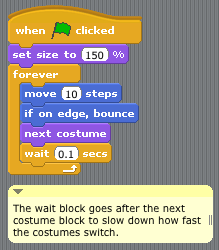 when clicked
set size to 150 %
forever
move 10 steps
if on edge, bounce
next costume
wait 0.1 secs
The wait block goes after the next
costume block to slow down how fast
the costumes switch.